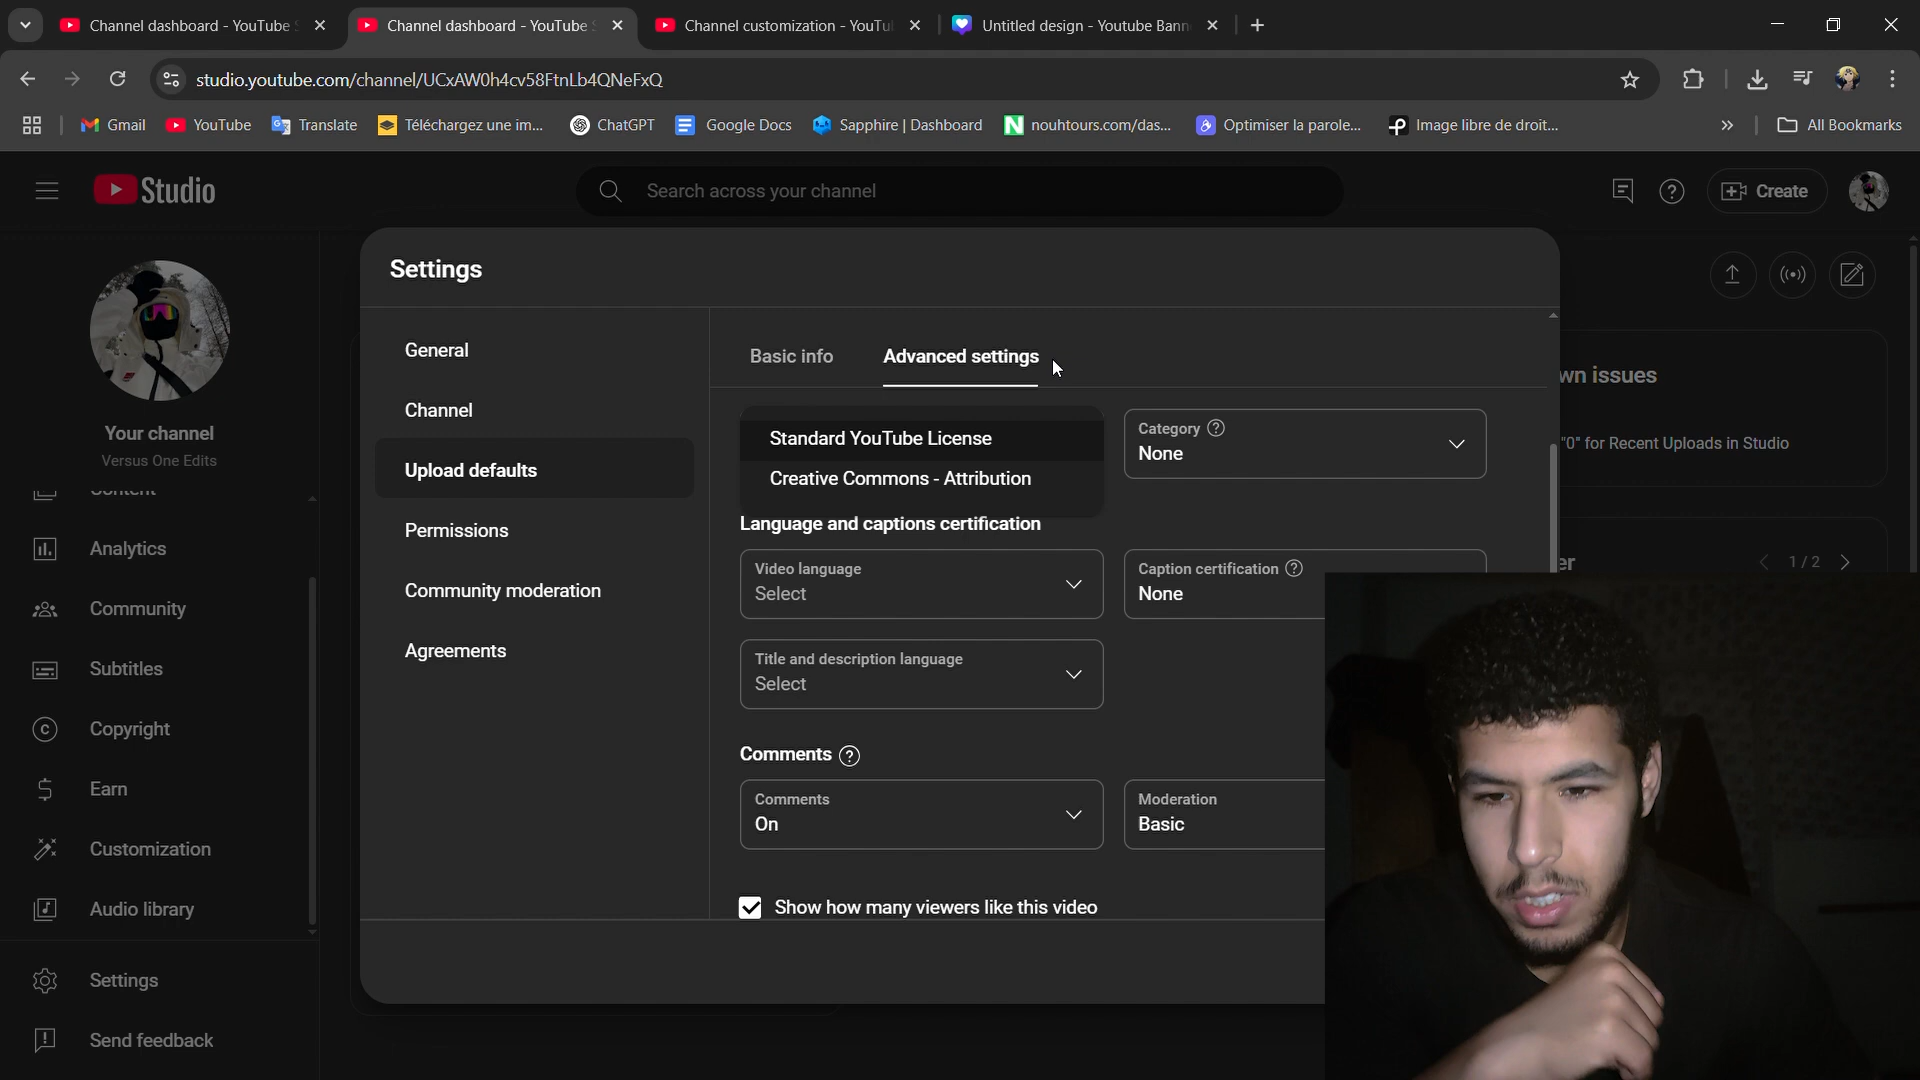 Channel dashboard - YouTube S
Channel dashboard - YouTube S
Channel customization - YouTu
Untitled design - Youtube Bann
studio.youtube.com/channel/UCxAW0h4cv58FtnLb4QNeFxQ
Gmail
YouTube
Translate
Téléchargez une im...
ChatGPT
Google Docs
Sapphire | Dashboard
nouhtours.com/das...
Optimiser la parole...
Image libre de droit...
All Bookmarks
Studio
Search across your channel
Create
Settings
Your channel
Versus One Edits
Content
Analytics
Community
Subtitles
Copyright
Earn
Customization
Audio library
Settings
Send feedback
General
Channel
Upload defaults
Permissions
Community moderation
Agreements
Basic info
Advanced settings
Standard YouTube License
Creative Commons - Attribution
Category
None
Language and captions certification
Video language
Select
Caption certification
None
Title and description language
Select
Comments
Comments
On
Moderation
Basic
Show how many viewers like this video
wn issues
"0" for Recent Uploads in Studio
er
1 / 2